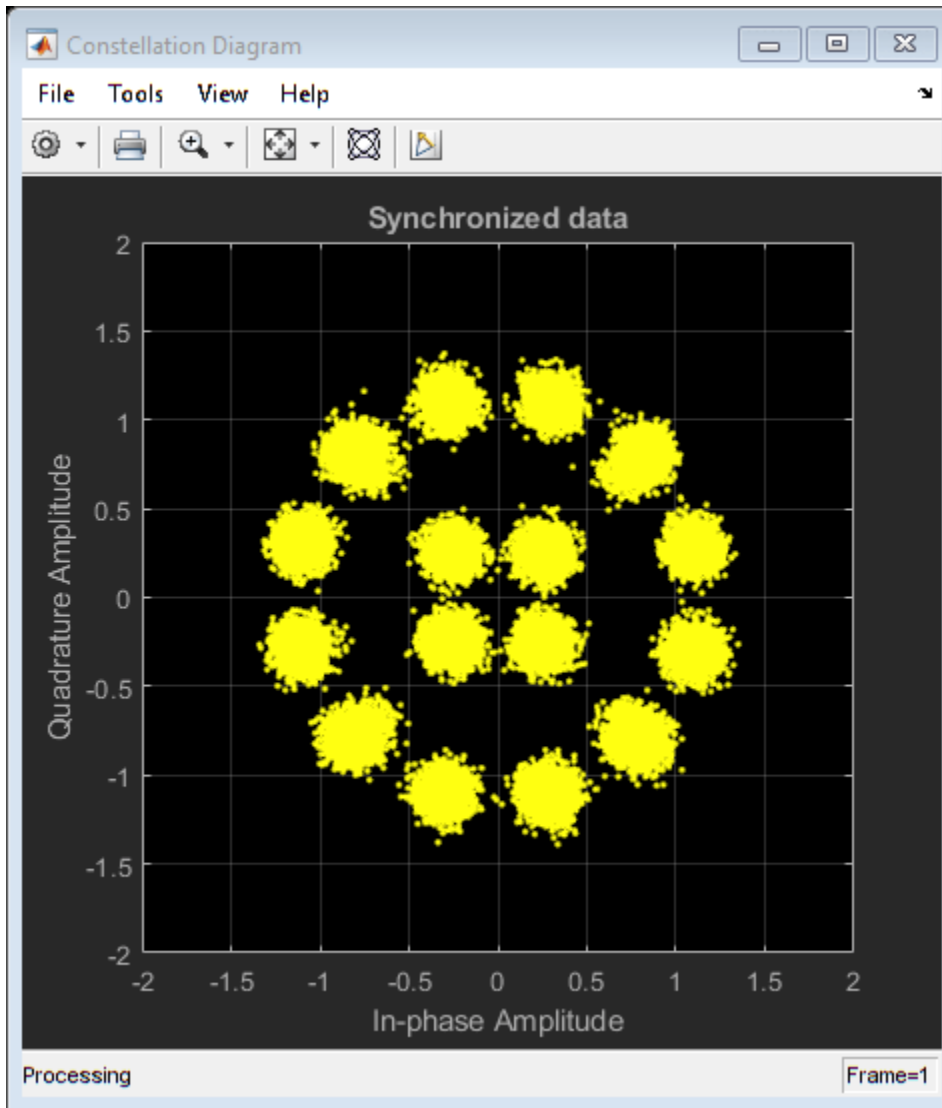 Constellation Diagram
File Tools View Help
Synchronized data
2
1.5
1
0.5
0
-0.5
-1
-1.5
-2
Quadrature Amplitude
-2 -1.5 -1 -0.5 0 0.5 1 1.5 2
In-phase Amplitude
Processing Frame=1